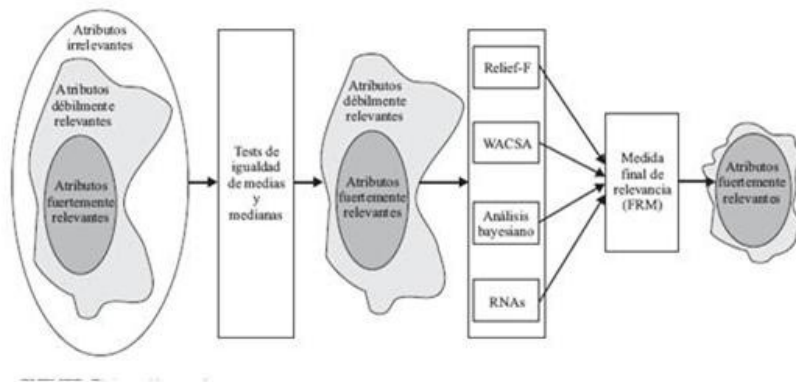 Atributos
irrelevantes
Atributos
débilmente
relevantes
Atributos
fuertemente
relevantes
Tests de
igualdad
de medias
y
medianas
Atributos
débilmente
relevantes
Atributos
fuertemente
relevantes
Relief-F
WACSA
Análisis
bayesiano
RNAs
Medida
final de
relevancia
(FRM)
Atributos
fuertemente
relevantes